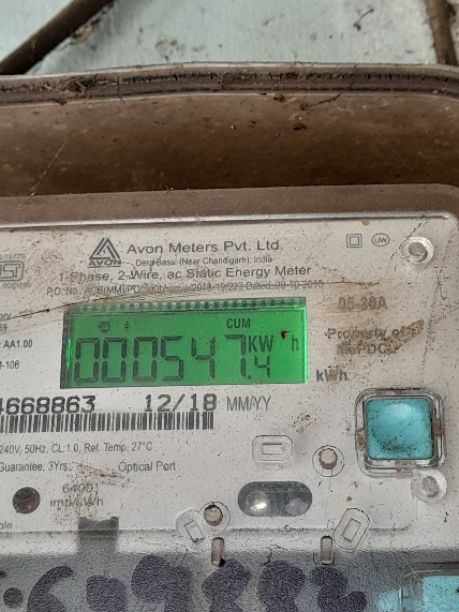 AVON
Avon Meters Pvt. Ltd.
Dera Bassi (Near Chandigarh), India
1-Phase, 2-Wire, ac Static Energy Meter
05-30A
Property of
CUM
000547.4 KW h
kWh
4668863 12/18 MM/YY
240V, 50Hz, CL:1.0, Ref. Temp. 27°C
Guarantee, 3Yrs. Optical Port
6400
imp/kWh